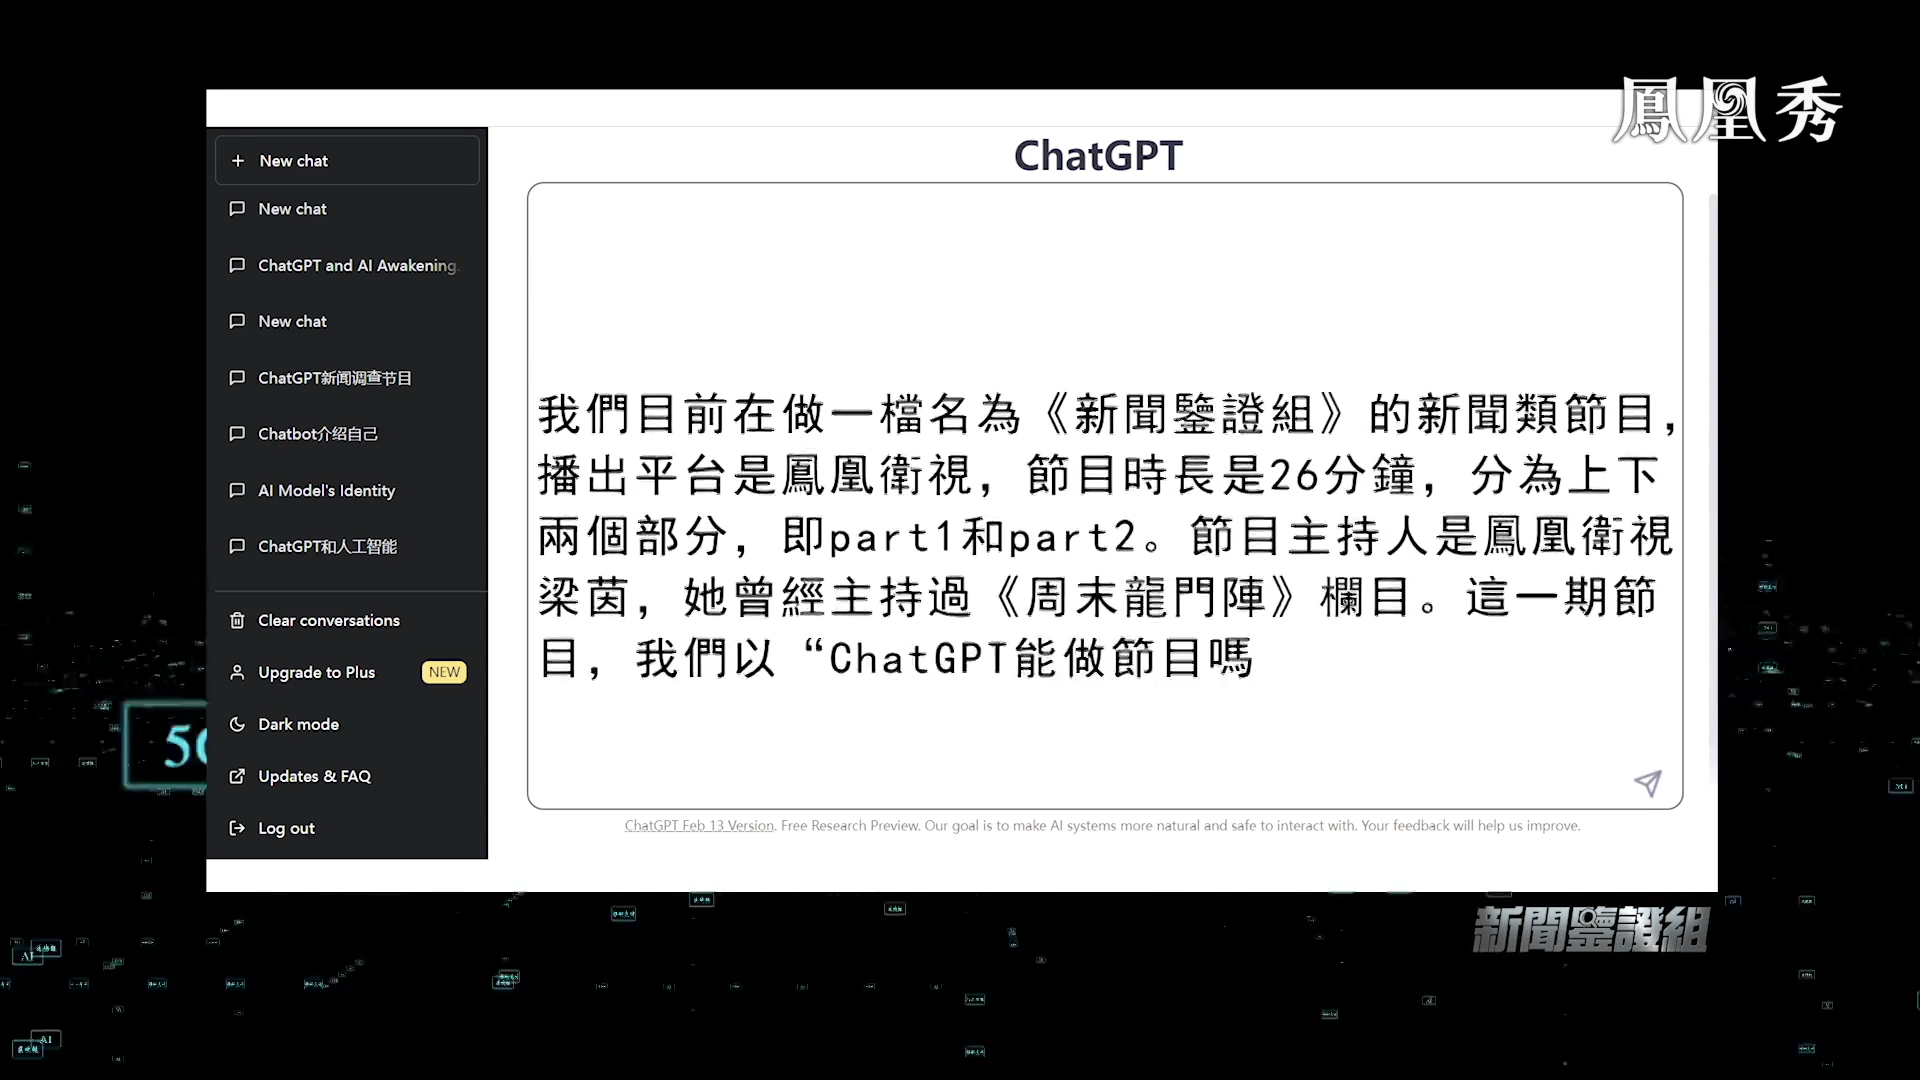 鳳凰秀
ChatGPT
New chat
New chat
ChatGPT and AI Awakening.
New chat
ChatGPT新闻调查节目
Chatbot介绍自己
AI Model's Identity
ChatGPT和人工智能
Clear conversations
Upgrade to Plus NEW
Dark mode
Updates & FAQ
Log out
我們目前在做一檔名為《新聞鑒證組》的新聞類節目,
播出平台是鳳凰衛視，節目時長是26分鐘，分為上下
兩個部分，即part1和part2。節目主持人是鳳凰衛視
梁茵，她曾經主持過《周末龍門陣》欄目。這一期節
目，我們以“ChatGPT能做節目嗎
ChatGPT Feb 13 Version. Free Research Preview. Our goal is to make AI systems more natural and safe to interact with. Your feedback will help us improve.
新聞鑒證組
AI
AI